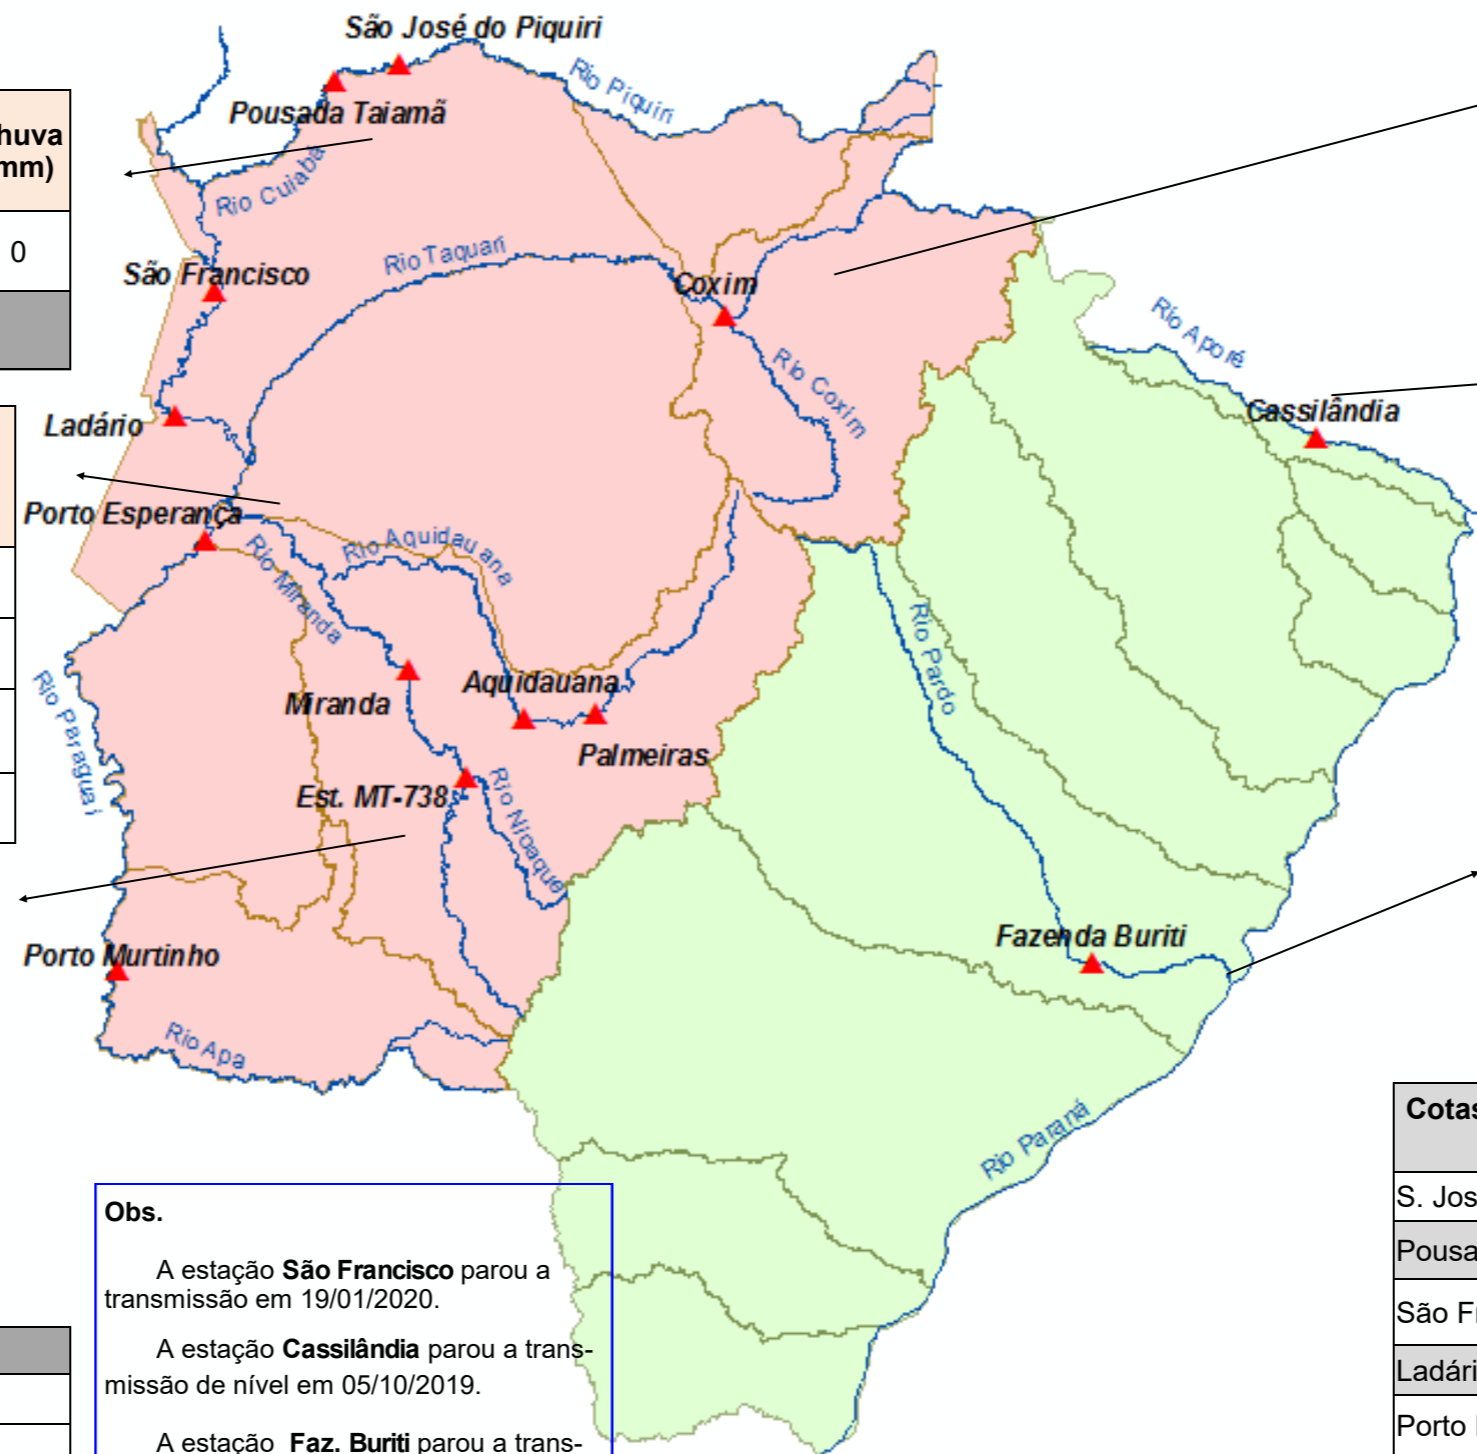 São José do Piquiri
Rio Piquiri
Pousada Taiamã
huva
mm)
Rio Cuiabá
0
Rio Taquari
São Francisco
Coxim
Rio Aporé
Rio Coxim
Cassilândia
Ladário
Porto Esperança
Rio Aquidauana
Rio Miranda
Rio Pardo
Rio Paraguai
Miranda
Aquidauana
Palmeiras
Est. MT-738
Rio Nioaque
Fazenda Buriti
Porto Murtinho
Rio Apa
Rio Paraná
Cotas
S. Jos
Pousa
São Fr
Ladári
Porto
Obs.
A estação São Francisco parou a
transmissão em 19/01/2020.
A estação Cassilândia parou a trans-
missão de nível em 05/10/2019.
A estação Faz. Buriti parou a trans-